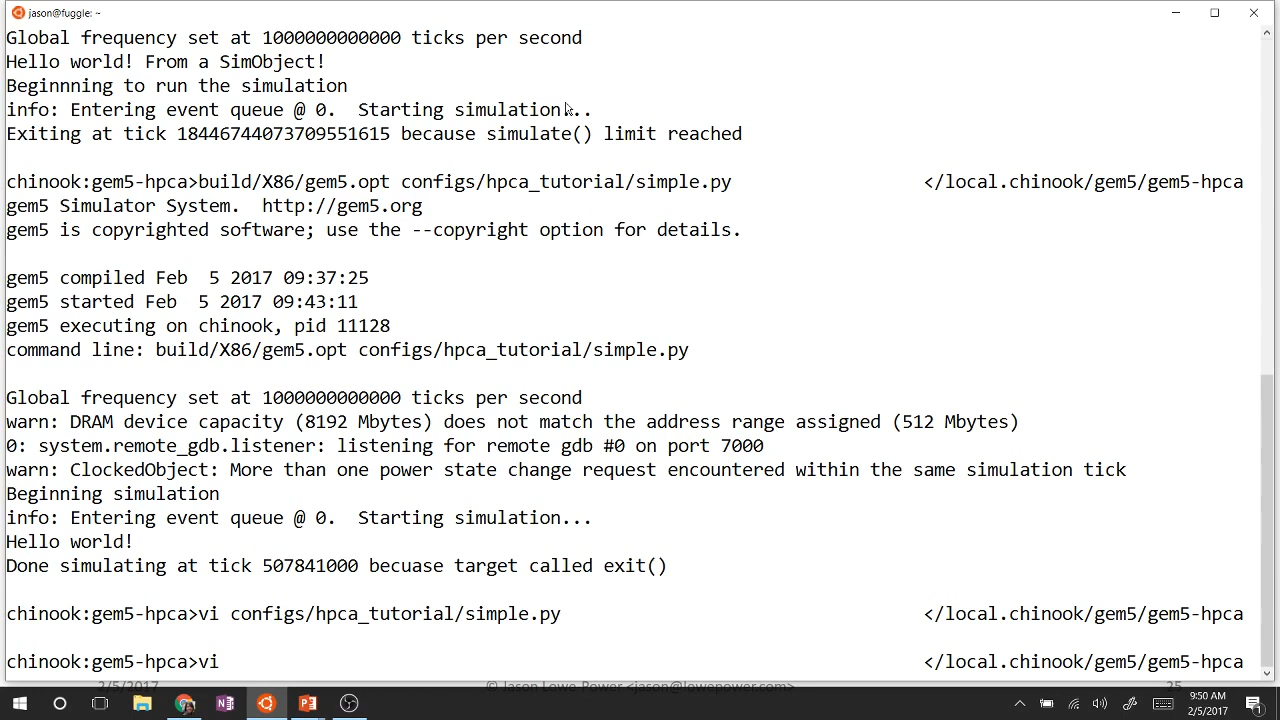 jason@fuggle: ~
Global frequency set at 1000000000000 ticks per second
Hello world! From a SimObject!
Beginnning to run the simulation
info: Entering event queue @ 0.  Starting simulation...
Exiting at tick 18446744073709551615 because simulate() limit reached
chinook:gem5-hpca>build/X86/gem5.opt configs/hpca_tutorial/simple.py </local.chinook/gem5/gem5-hpca
gem5 Simulator System.  http://gem5.org
gem5 is copyrighted software; use the --copyright option for details.
gem5 compiled Feb  5 2017 09:37:25
gem5 started Feb  5 2017 09:43:11
gem5 executing on chinook, pid 11128
command line: build/X86/gem5.opt configs/hpca_tutorial/simple.py
Global frequency set at 1000000000000 ticks per second
warn: DRAM device capacity (8192 Mbytes) does not match the address range assigned (512 Mbytes)
0: system.remote_gdb.listener: listening for remote gdb #0 on port 7000
warn: ClockedObject: More than one power state change request encountered within the same simulation tick
Beginning simulation
info: Entering event queue @ 0.  Starting simulation...
Hello world!
Done simulating at tick 507841000 becuase target called exit()
chinook:gem5-hpca>vi configs/hpca_tutorial/simple.py </local.chinook/gem5/gem5-hpca
chinook:gem5-hpca>vi </local.chinook/gem5/gem5-hpca
2/5/2017 © Jason Lowe-Power <jason@lowepower.com> 25
9:50 AM
2/5/2017